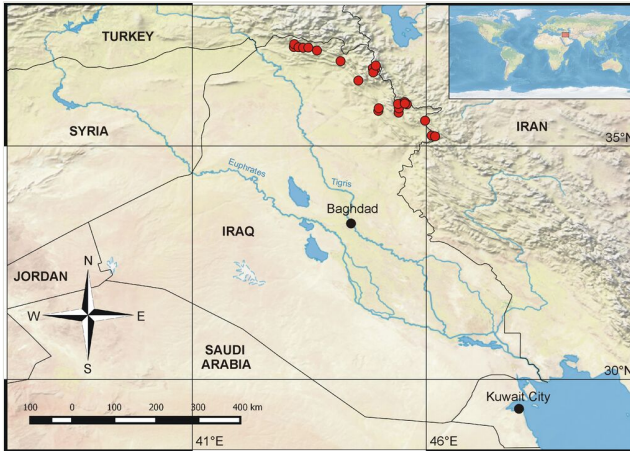 TURKEY
SYRIA
IRAN
35°N
Euphrates
Tigris
Baghdad
IRAQ
JORDAN
N
W
E
S
SAUDI
ARABIA
30°N
Kuwait City
100 0 100 200 300 400 km
41°E
46°E